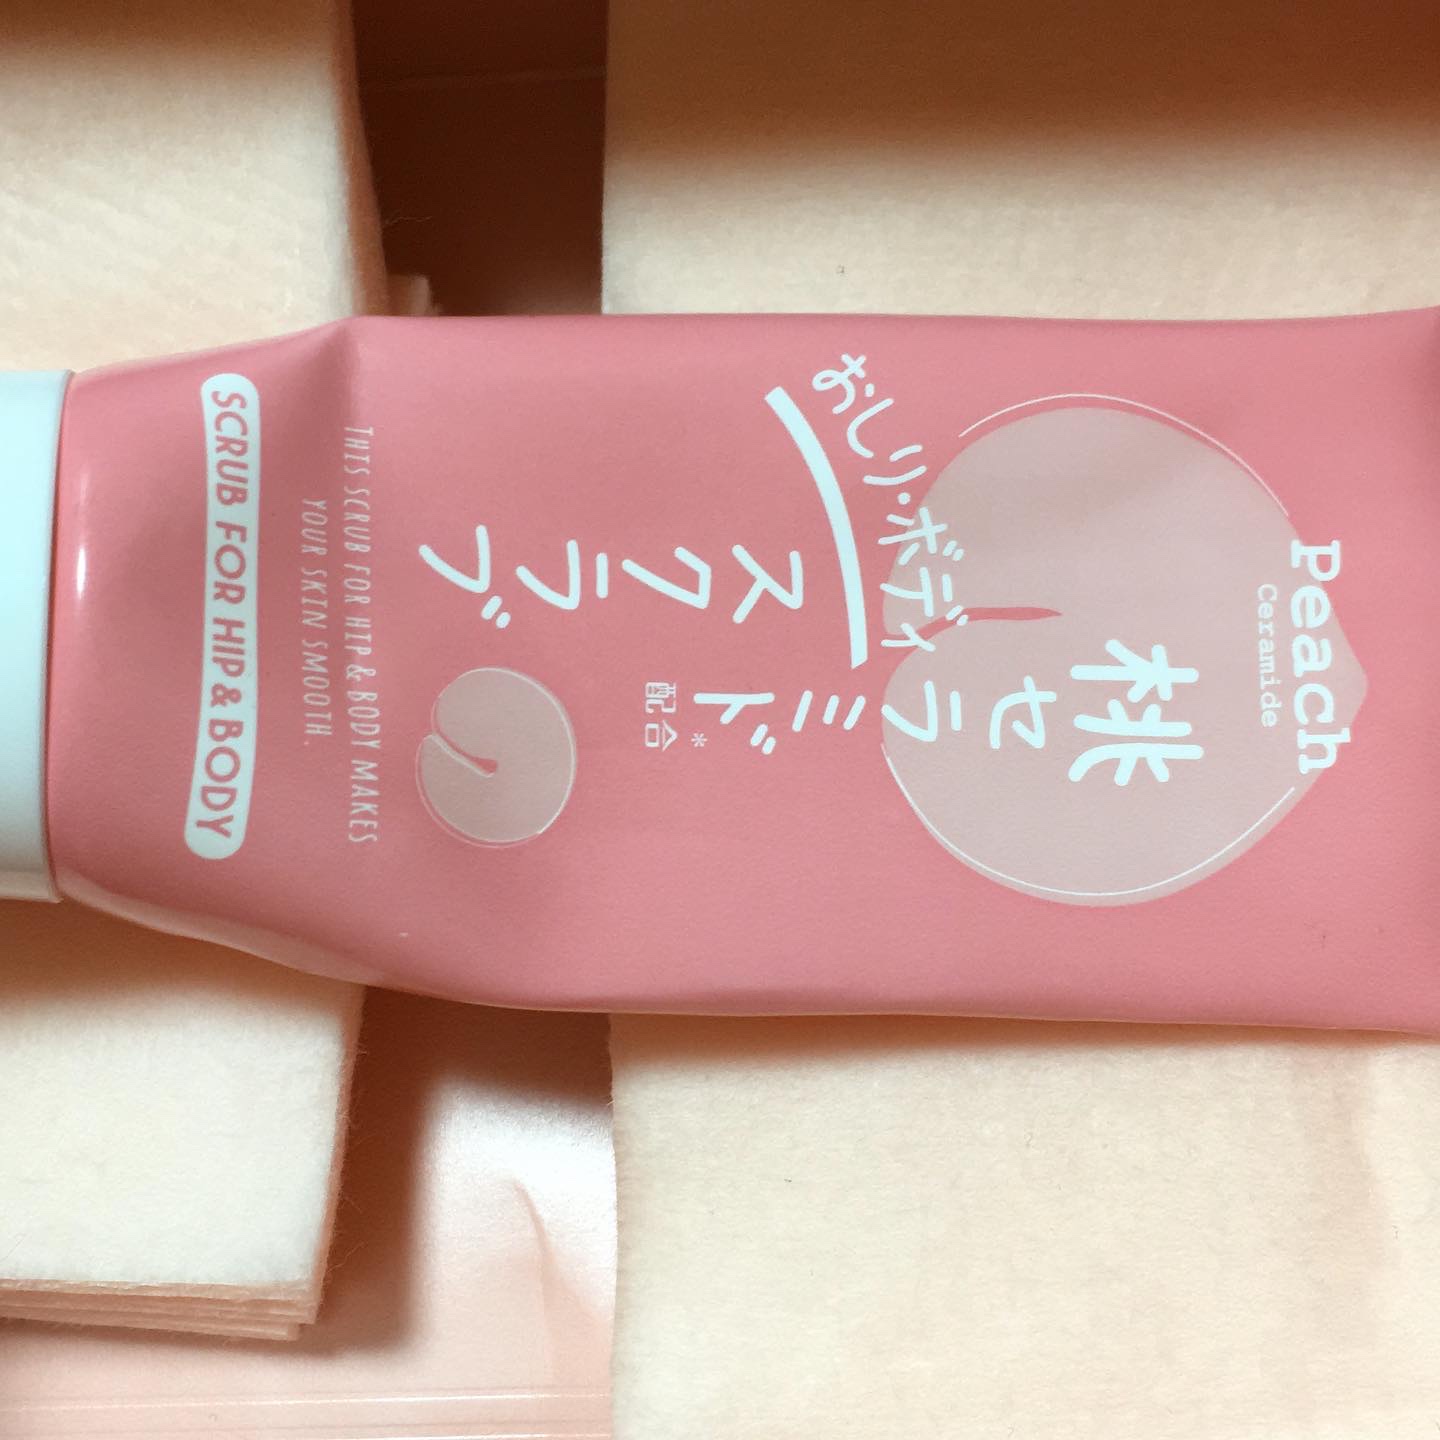 Peach
Ceramide
桃
セラミド*
配合
おしり・ボディ
スクラブ
THIS SCRUB FOR HIP & BODY MAKES
YOUR SKIN SMOOTH.
SCRUB FOR HIP & BODY